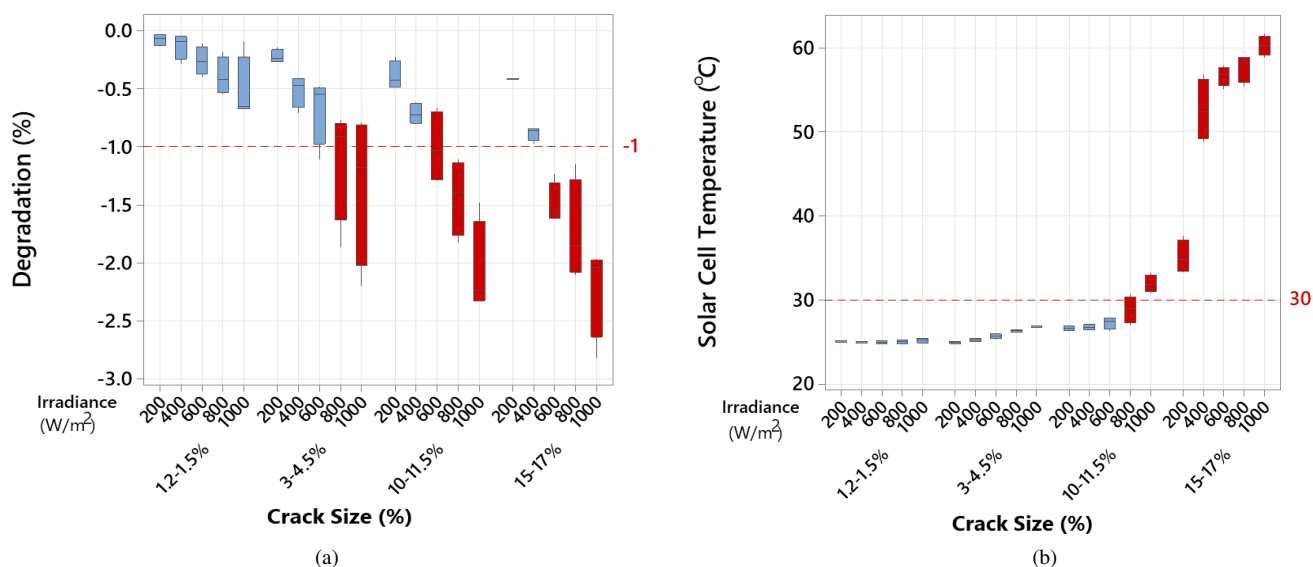 0.0
-0.5
-1.0
-1.5
-2.0
-2.5
-3.0
Degradation (%)
-1
Irradiance
(W/m²)
200 400 600 800 1000 200 400 600 800 1000 200 400 600 800 1000 200 400 600 800 1000
1.2-1.5% 3-4.5% 10-11.5% 15-17%
Crack Size (%)
(a)
60
50
40
30
20
Solar Cell Temperature (°C)
30
Irradiance
(W/m²)
200 400 600 800 1000 200 400 600 800 1000 200 400 600 800 1000 200 400 600 800 1000
1.2-1.5% 3-4.5% 10-11.5% 15-17%
Crack Size (%)
(b)